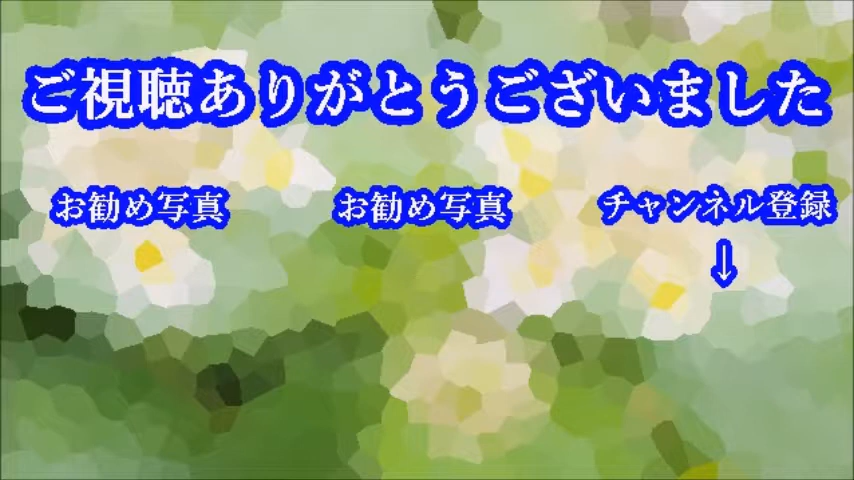 ご視聴ありがとうございました
お勧め写真 お勧め写真 チャンネル登録
↓